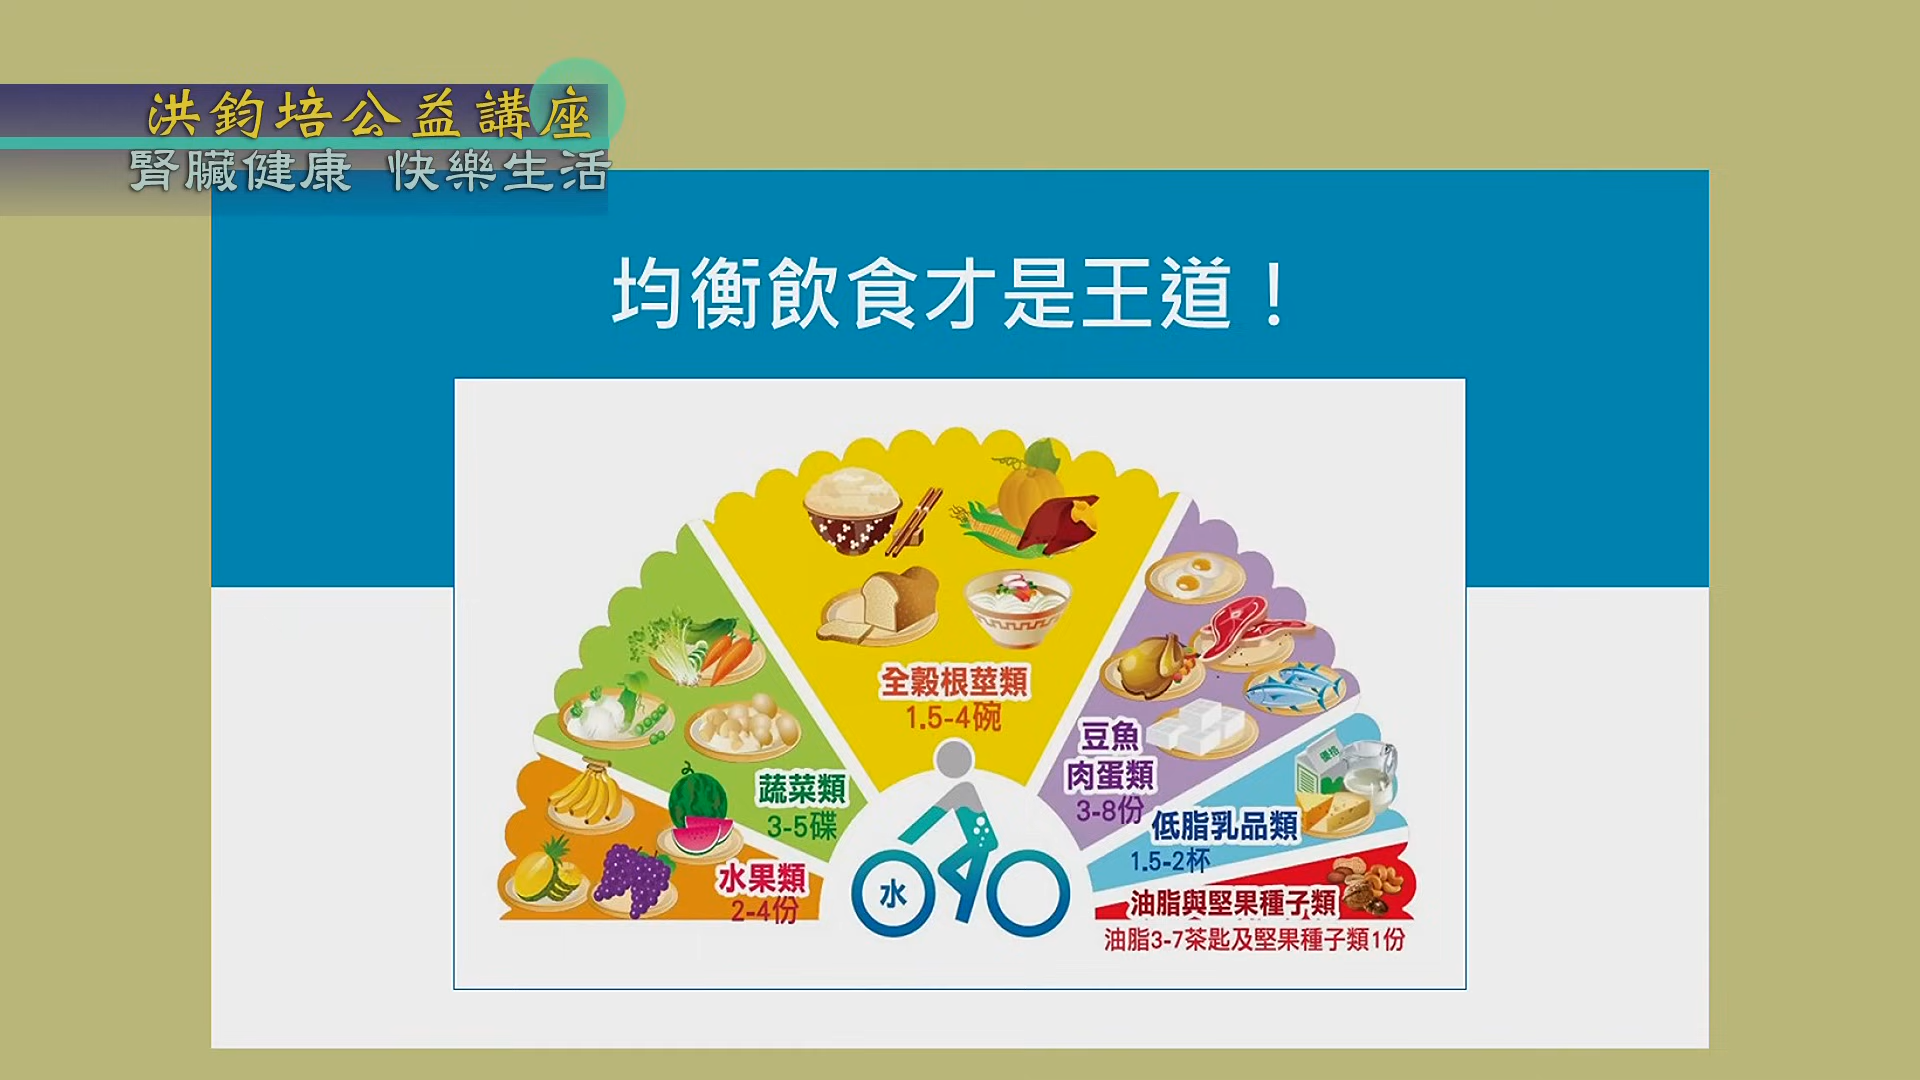 洪鈞培公益講座
腎臟健康 快樂生活
均衡飲食才是王道！
全穀根莖類
1.5-4碗
豆魚
肉蛋類
3-8份
蔬菜類
3-5碟
低脂乳品類
1.5-2杯
水果類
2-4份
水
油脂與堅果種子類
油脂3-7茶匙及堅果種子類1份